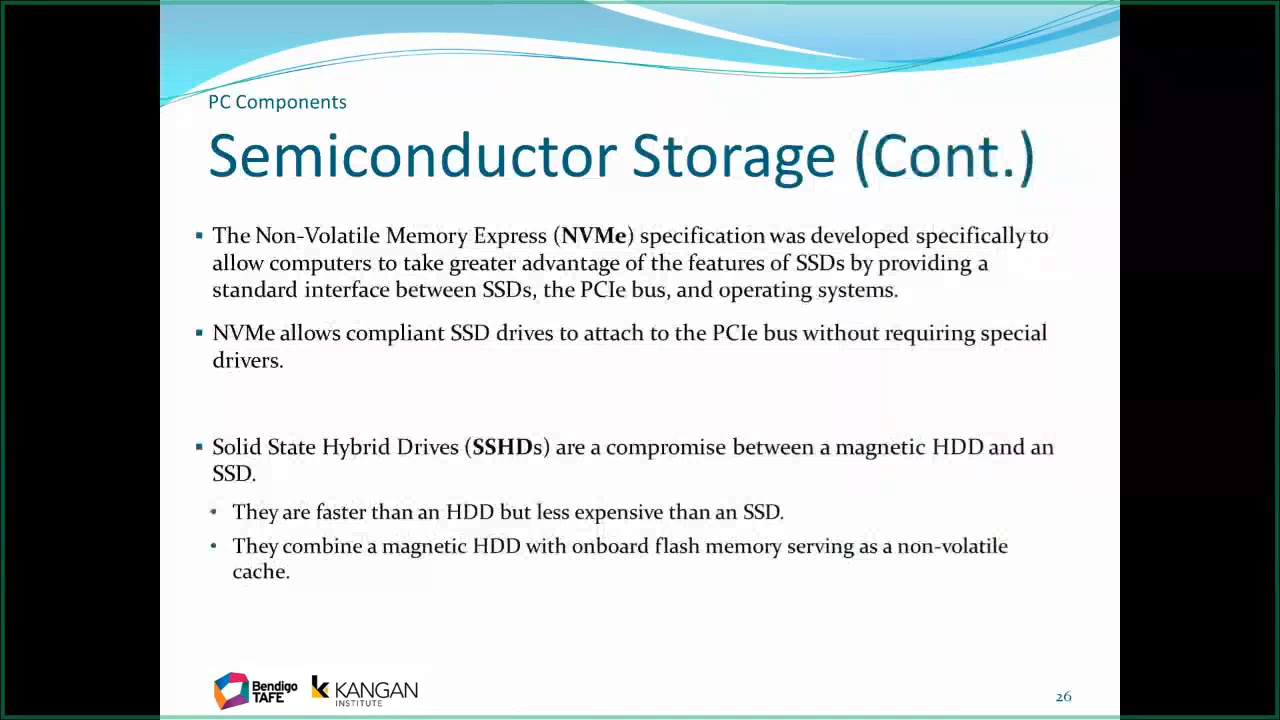 PC Components
Semiconductor Storage (Cont.)
▪ The Non-Volatile Memory Express (NVMe) specification was developed specifically to
allow computers to take greater advantage of the features of SSDs by providing a
standard interface between SSDs, the PCIe bus, and operating systems.
▪ NVMe allows compliant SSD drives to attach to the PCIe bus without requiring special
drivers.
▪ Solid State Hybrid Drives (SSHDs) are a compromise between a magnetic HDD and an
SSD.
• They are faster than an HDD but less expensive than an SSD.
• They combine a magnetic HDD with onboard flash memory serving as a non-volatile
cache.
Bendigo
TAFE
KANGAN
INSTITUTE
26